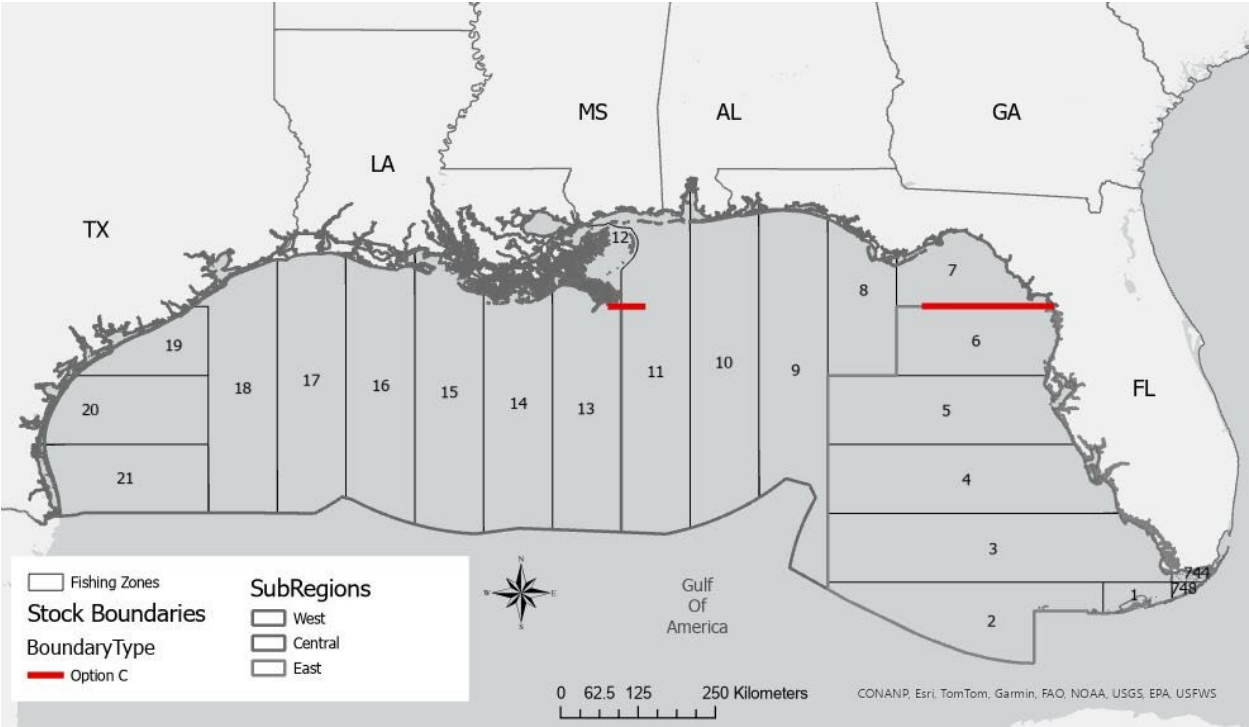 MS
AL
GA
LA
TX
12
7
8
19
6
18
17
16
15
14
13
11
10
9
20
5
FL
21
4
3
744
748
1
2
N
W
E
S
Gulf
Of
America
Fishing Zones
Stock Boundaries
BoundaryType
Option C
SubRegions
West
Central
East
0 62.5 125 250 Kilometers
CONANP, Esri, TomTom, Garmin, FAO, NOAA, USGS, EPA, USFWS